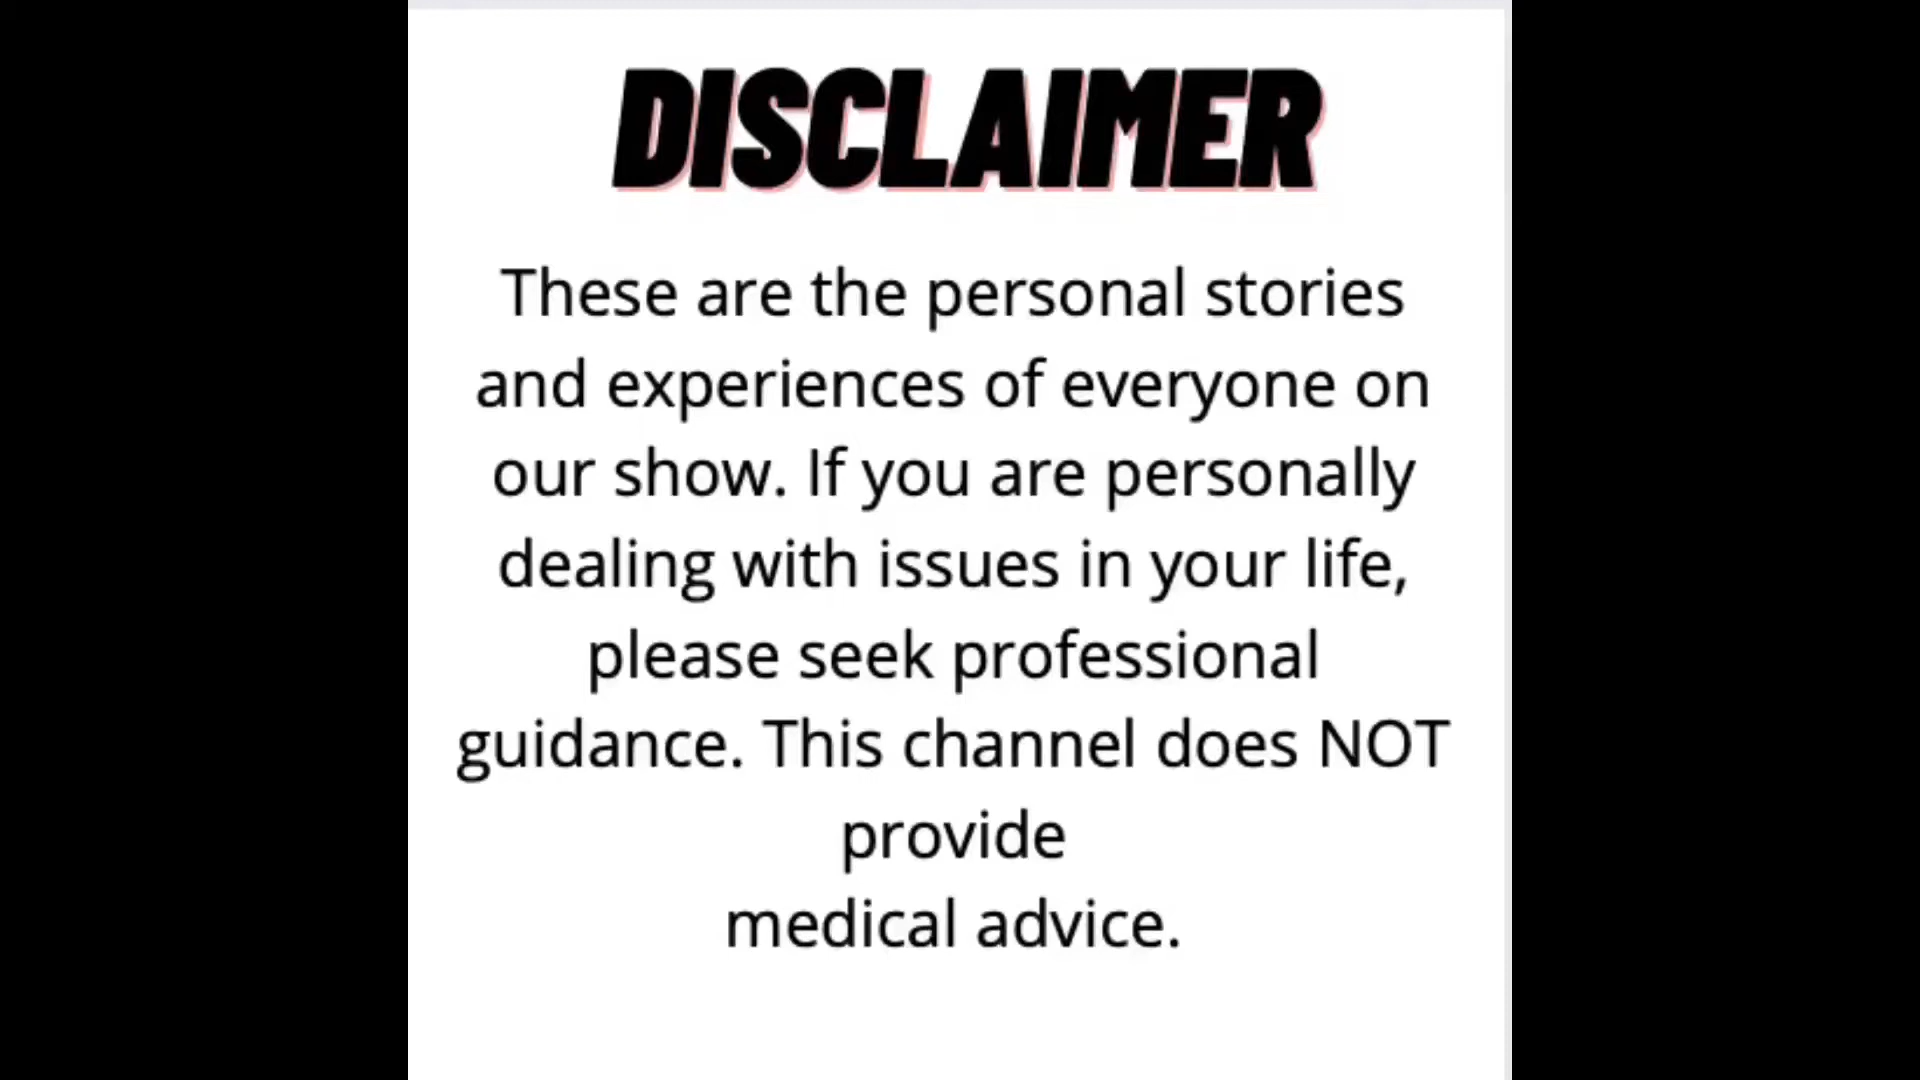 DISCLAIMER
These are the personal stories
and experiences of everyone on
our show. If you are personally
dealing with issues in your life,
please seek professional
guidance. This channel does NOT
provide
medical advice.